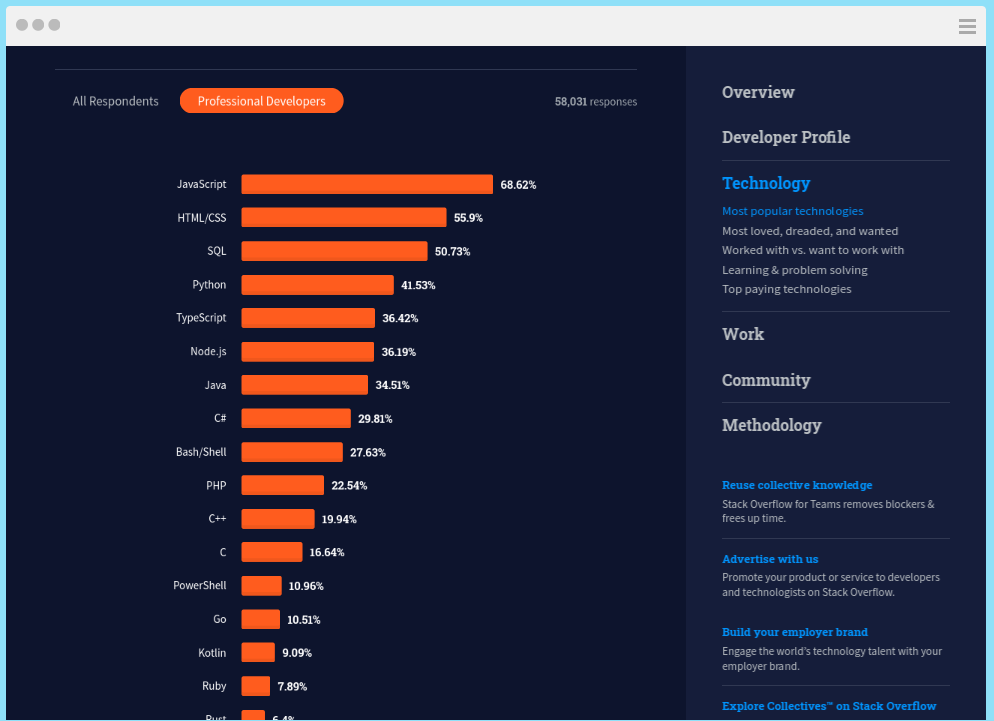 All Respondents
Professional Developers
58,031 responses
JavaScript 68.62%
HTML/CSS 55.9%
SQL 50.73%
Python 41.53%
TypeScript 36.42%
Node.js 36.19%
Java 34.51%
C# 29.81%
Bash/Shell 27.63%
PHP 22.54%
C++ 19.94%
C 16.64%
PowerShell 10.96%
Go 10.51%
Kotlin 9.09%
Ruby 7.89%
Rust 6.4%
Overview
Developer Profile
Technology
Most popular technologies
Most loved, dreaded, and wanted
Worked with vs. want to work with
Learning & problem solving
Top paying technologies
Work
Community
Methodology
Reuse collective knowledge
Stack Overflow for Teams removes blockers &
frees up time.
Advertise with us
Promote your product or service to developers
and technologists on Stack Overflow.
Build your employer brand
Engage the world's technology talent with your
employer brand.
Explore Collectives™ on Stack Overflow